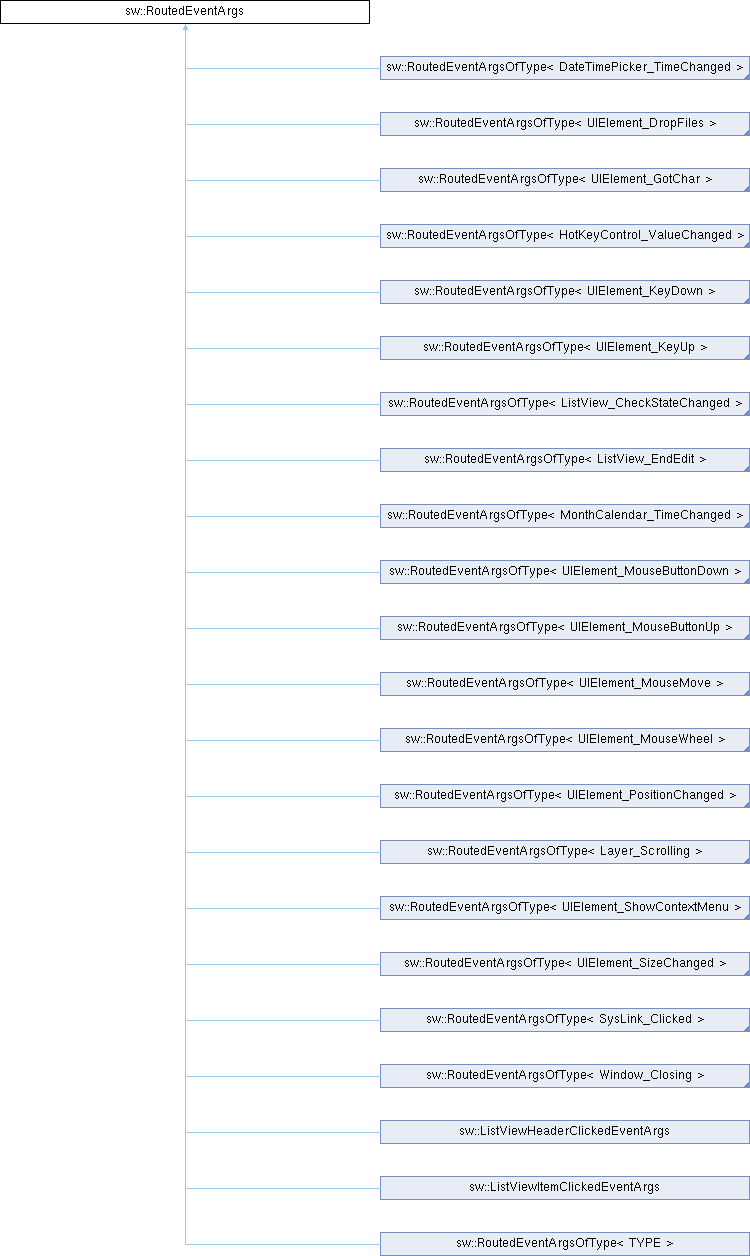 sw::RoutedEventArgs
sw::RoutedEventArgsOfType< DateTimePicker_TimeChanged >
sw::RoutedEventArgsOfType< UIElement_DropFiles >
sw::RoutedEventArgsOfType< UIElement_GotChar >
sw::RoutedEventArgsOfType< HotKeyControl_ValueChanged >
sw::RoutedEventArgsOfType< UIElement_KeyDown >
sw::RoutedEventArgsOfType< UIElement_KeyUp >
sw::RoutedEventArgsOfType< ListView_CheckStateChanged >
sw::RoutedEventArgsOfType< ListView_EndEdit >
sw::RoutedEventArgsOfType< MonthCalendar_TimeChanged >
sw::RoutedEventArgsOfType< UIElement_MouseButtonDown >
sw::RoutedEventArgsOfType< UIElement_MouseButtonUp >
sw::RoutedEventArgsOfType< UIElement_MouseMove >
sw::RoutedEventArgsOfType< UIElement_MouseWheel >
sw::RoutedEventArgsOfType< UIElement_PositionChanged >
sw::RoutedEventArgsOfType< Layer_Scrolling >
sw::RoutedEventArgsOfType< UIElement_ShowContextMenu >
sw::RoutedEventArgsOfType< UIElement_SizeChanged >
sw::RoutedEventArgsOfType< SysLink_Clicked >
sw::RoutedEventArgsOfType< Window_Closing >
sw::ListViewHeaderClickedEventArgs
sw::ListViewItemClickedEventArgs
sw::RoutedEventArgsOfType< TYPE >